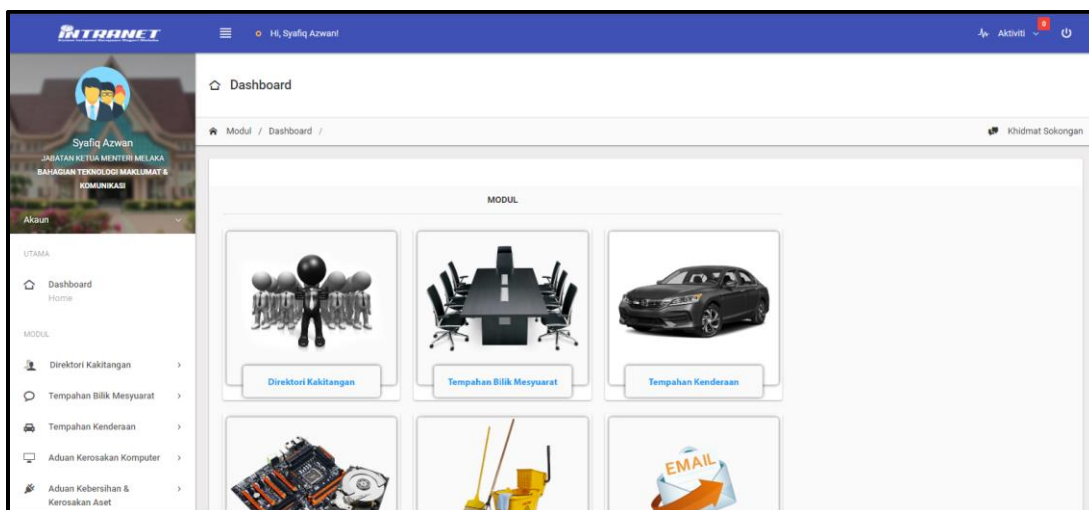 INTRANET
Hi, Syafiq Azwan!
Aktiviti
0
Syafiq Azwan
JABATAN KETUA MENTERI MELAKA
BAHAGIAN TEKNOLOGI MAKLUMAT &
KOMUNIKASI
Akaun
UTAMA
Dashboard
Home
MODUL
Direktori Kakitangan
Tempahan Bilik Mesyuarat
Tempahan Kenderaan
Aduan Kerosakan Komputer
Aduan Kebersihan &
Kerosakan Aset
Dashboard
Modul / Dashboard /
Khidmat Sokongan
MODUL
Direktori Kakitangan
Tempahan Bilik Mesyuarat
Tempahan Kenderaan
EMAIL